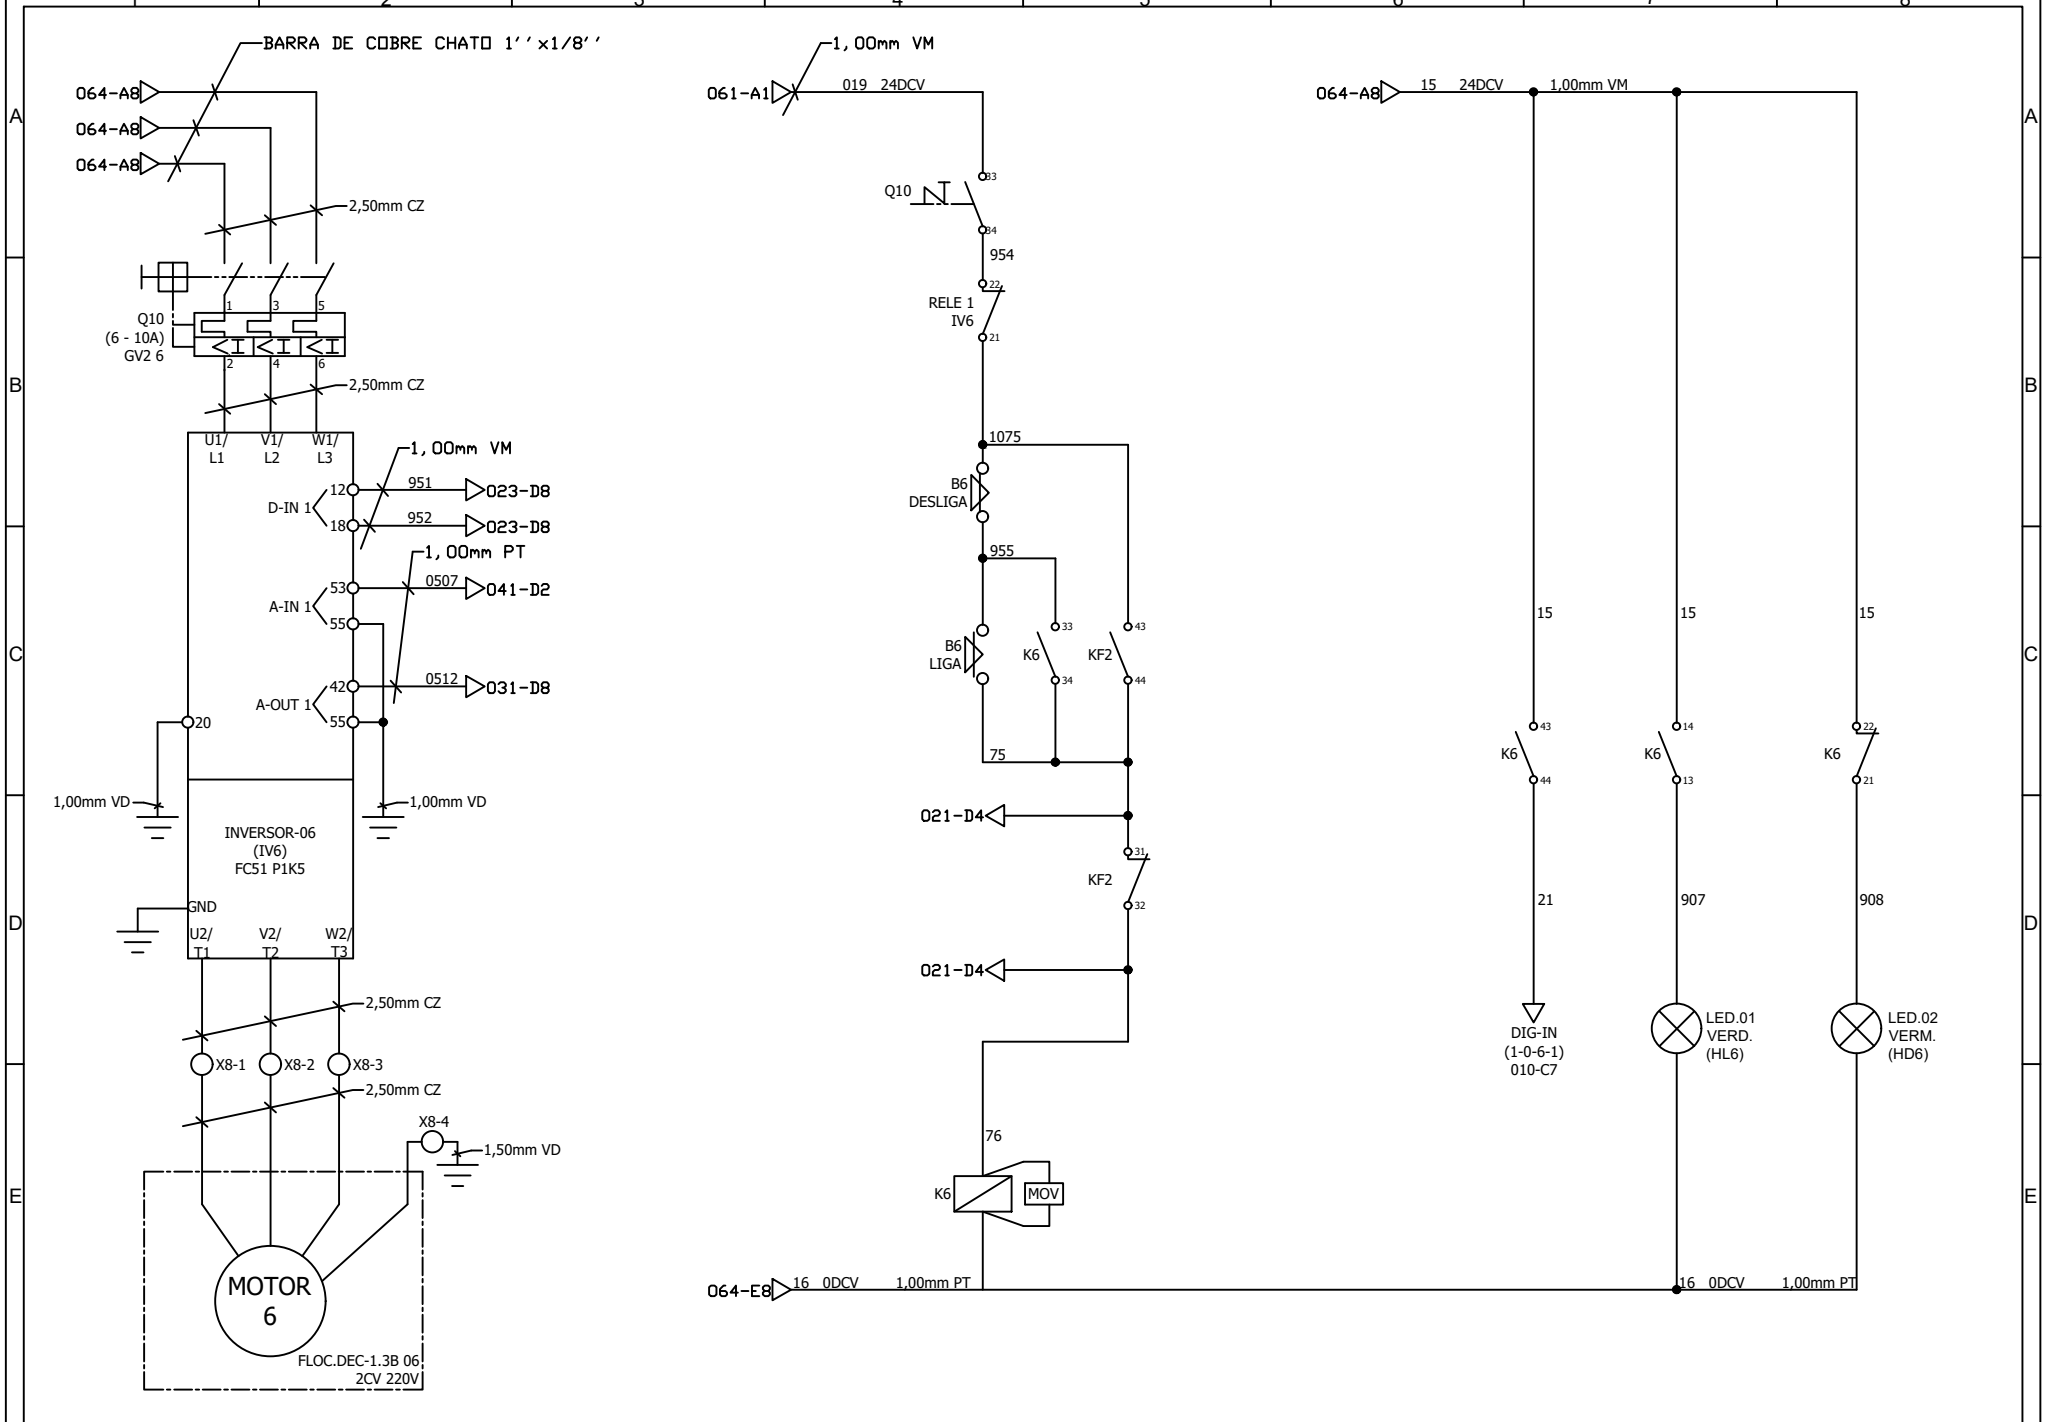 2 3 4 5 6 7 8
A
B
C
D
E
BARRA DE COBRE CHATO 1''x1/8''
064-A8
064-A8
064-A8
2,50mm CZ
Q10
(6 - 10A)
GV2 6
1 3 5
2 4 6
2,50mm CZ
U1/ V1/ W1/
L1 L2 L3
1,00mm VM
D-IN 1
12 951 023-D8
18 952 023-D8
1,00mm PT
A-IN 1
53 0507 041-D2
55
A-OUT 1
42 0512 031-D8
55
20
1,00mm VD
1,00mm VD
INVERSOR-06
(IV6)
FC51 P1K5
GND
U2/ V2/ W2/
T1 T2 T3
2,50mm CZ
X8-1 X8-2 X8-3
2,50mm CZ
X8-4
1,50mm VD
MOTOR
6
FLOC.DEC-1.3B 06
2CV 220V
1,00mm VM
061-A1 019 24DCV
Q10
33
34
954
RELE 1
IV6
22
21
1075
B6
DESLIGA
955
B6
LIGA
K6
33
34
KF2
43
44
75
021-D4
KF2
31
32
021-D4
76
K6
MOV
064-E8 16 0DCV 1,00mm PT
064-A8 15 24DCV 1,00mm VM
15 15 15
K6
43
44
K6
14
13
K6
22
21
21 907 908
DIG-IN
(1-0-6-1)
010-C7
LED.01
VERD.
(HL6)
LED.02
VERM.
(HD6)
16 0DCV 1,00mm PT
A
B
C
D
E